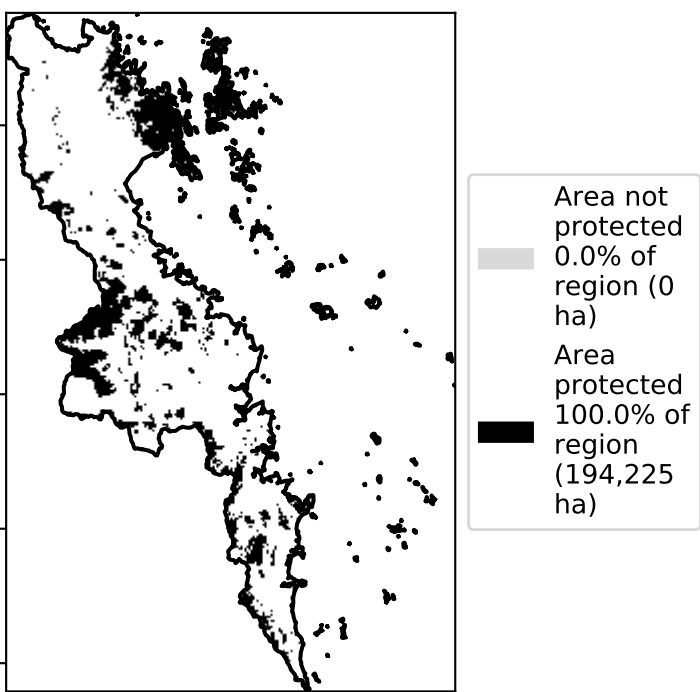 Area not
protected
0.0% of
region (0
ha)
Area
protected
100.0% of
region
(194,225
ha)